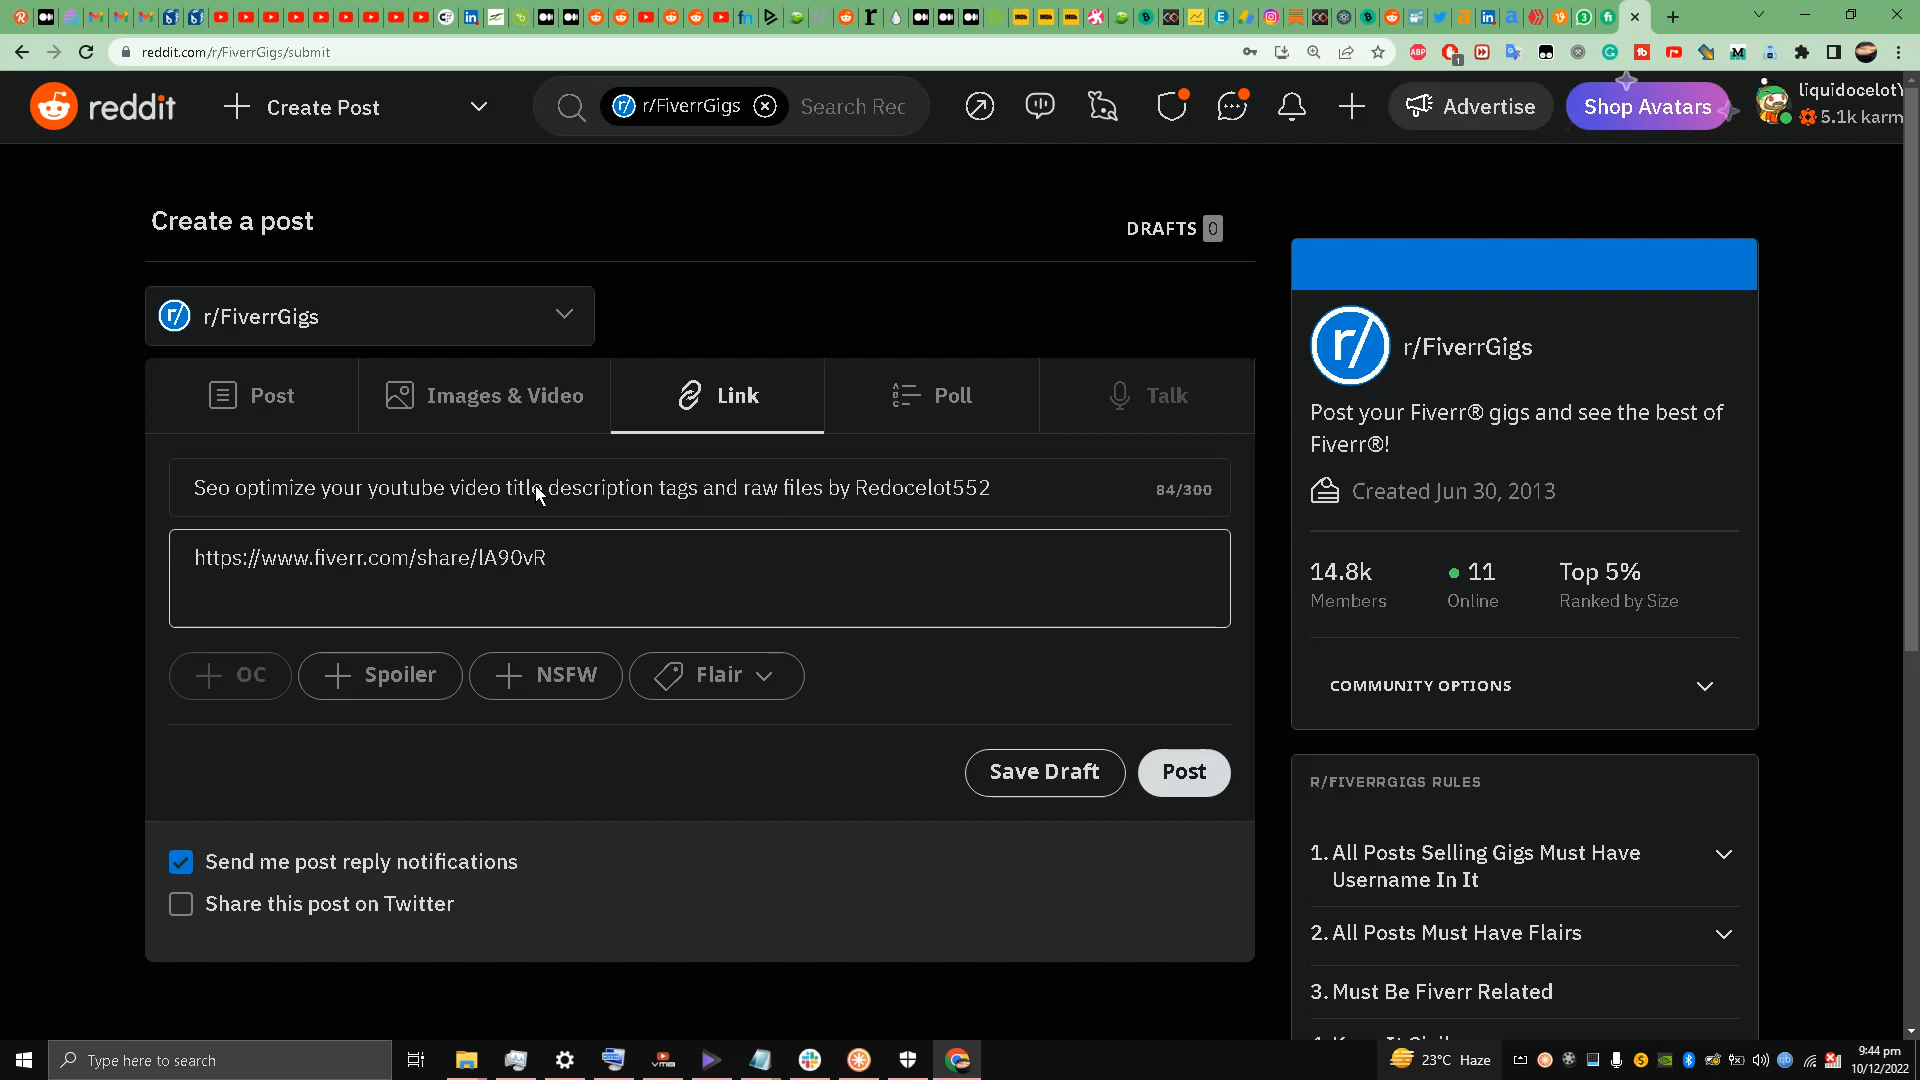 reddit.com/r/FiverrGigs/submit
reddit
Create Post
r/FiverrGigs
Search Rec
Advertise
Shop Avatars
liquidocelotY
5.1k karm
Create a post
DRAFTS 0
r/FiverrGigs
Post
Images & Video
Link
Poll
Talk
Seo optimize your youtube video title description tags and raw files by Redocelot552
84/300
https://www.fiverr.com/share/lA90vR
OC
Spoiler
NSFW
Flair
Save Draft
Post
Send me post reply notifications
Share this post on Twitter
r/FiverrGigs
Post your Fiverr® gigs and see the best of
Fiverr®!
Created Jun 30, 2013
14.8k
11
Top 5%
Members
Online
Ranked by Size
COMMUNITY OPTIONS
R/FIVERRGIGS RULES
1. All Posts Selling Gigs Must Have
Username In It
2. All Posts Must Have Flairs
3. Must Be Fiverr Related
Type here to search
23°C Haze
9:44 pm
10/12/2022